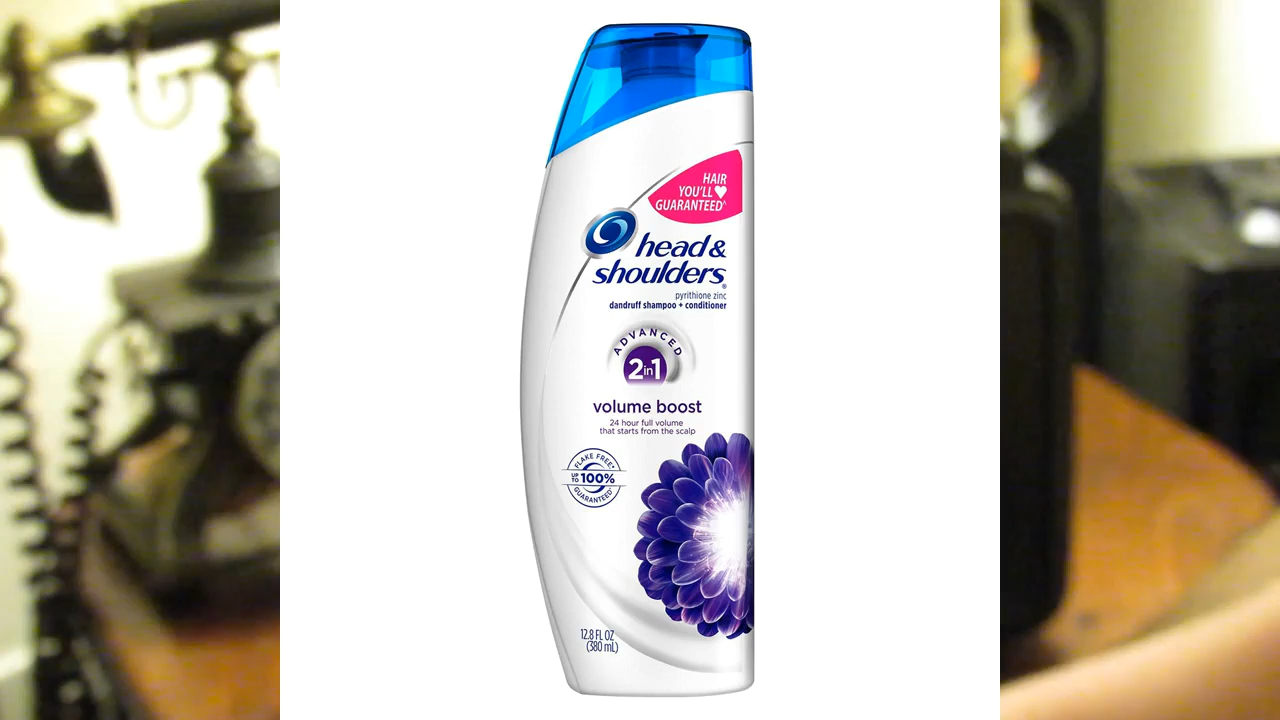 HAIR
YOU'LL
GUARANTEED^
head &
shoulders®
pyrithione zinc
dandruff shampoo + conditioner
ADVANCED
2in1
volume boost
24 hour full volume
that starts from the scalp
FLAKE FREE*
UP TO 100%
GUARANTEED^
12.8 FL OZ
(380 mL)